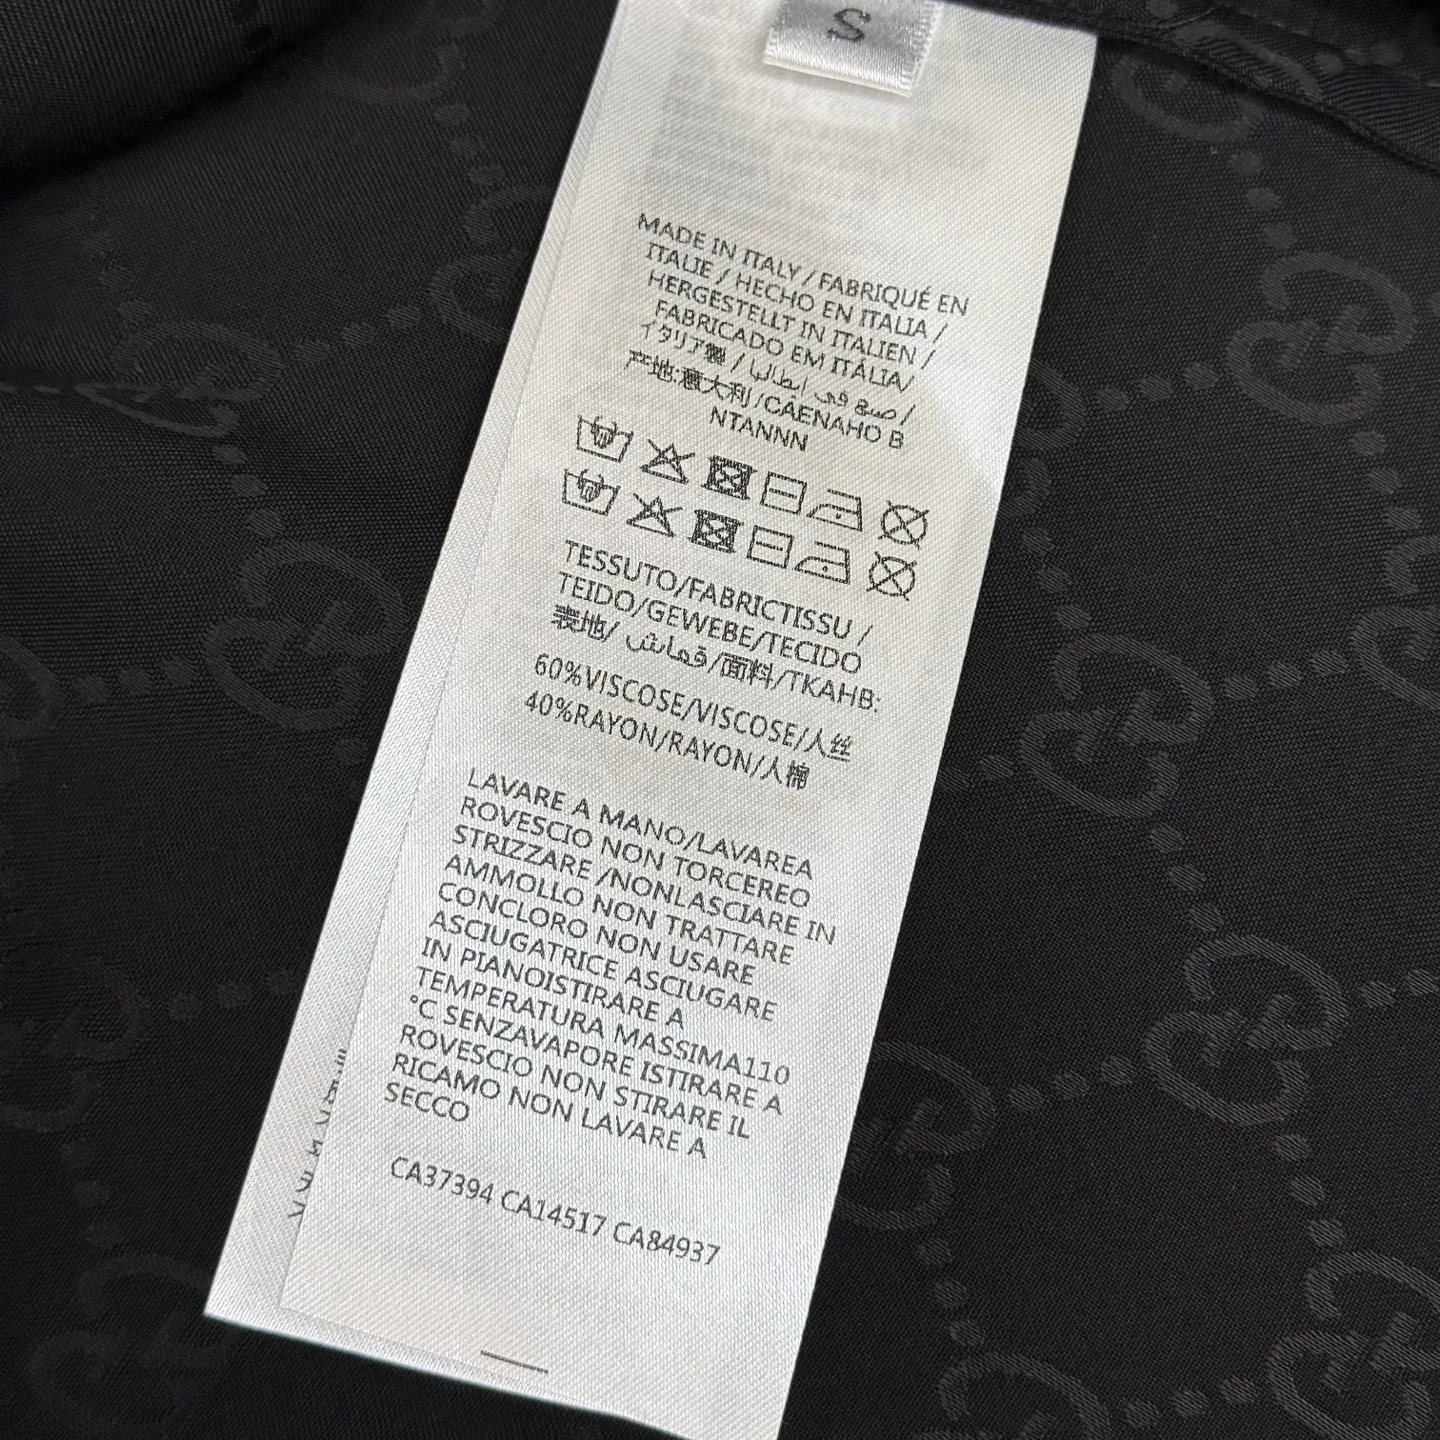 S
MADE IN ITALY / FABRIQUÉ EN
ITALIE / HECHO EN ITALIA /
HERGESTELLT IN ITALIEN /
FABRICADO EM ITÁLIA/
イタリア製 / صنع في إيطاليا /
产地:意大利 /CAENAHO B
NTANNN
TESSUTO/FABRICTISSU /
TEIDO/GEWEBE/TECIDO
表地/ قماش /面料/TKAHB:
60%VISCOSE/VISCOSE/人丝
40%RAYON/RAYON/人棉
LAVARE A MANO/LAVAREA
ROVESCIO NON TORCEREO
STRIZZARE /NONLASCIARE IN
AMMOLLO NON TRATTARE
CONCLORO NON USARE
ASCIUGATRICE ASCIUGARE
IN PIANOISTIRARE A
TEMPERATURA MASSIMA110
°C SENZAVAPORE ISTIRARE A
ROVESCIO NON STIRARE IL
RICAMO NON LAVARE A
SECCO
CA37394 CA14517 CA84937